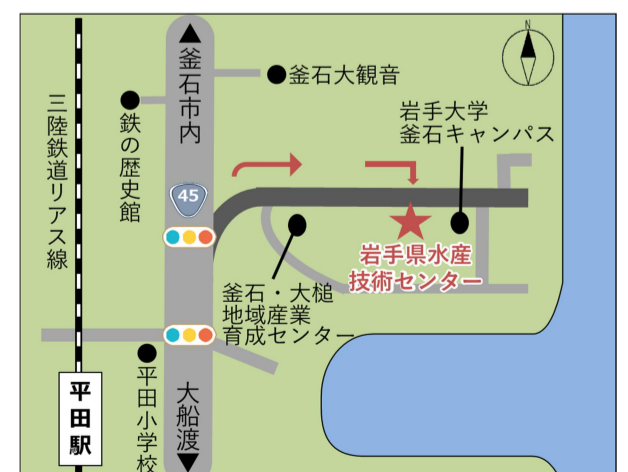 N
釜石市内
釜石大観音
三陸鉄道リアス線
鉄の歴史館
岩手大学
釜石キャンパス
45
岩手県水産
技術センター
釜石・大槌
地域産業
育成センター
平田駅
平田小学校
大船渡